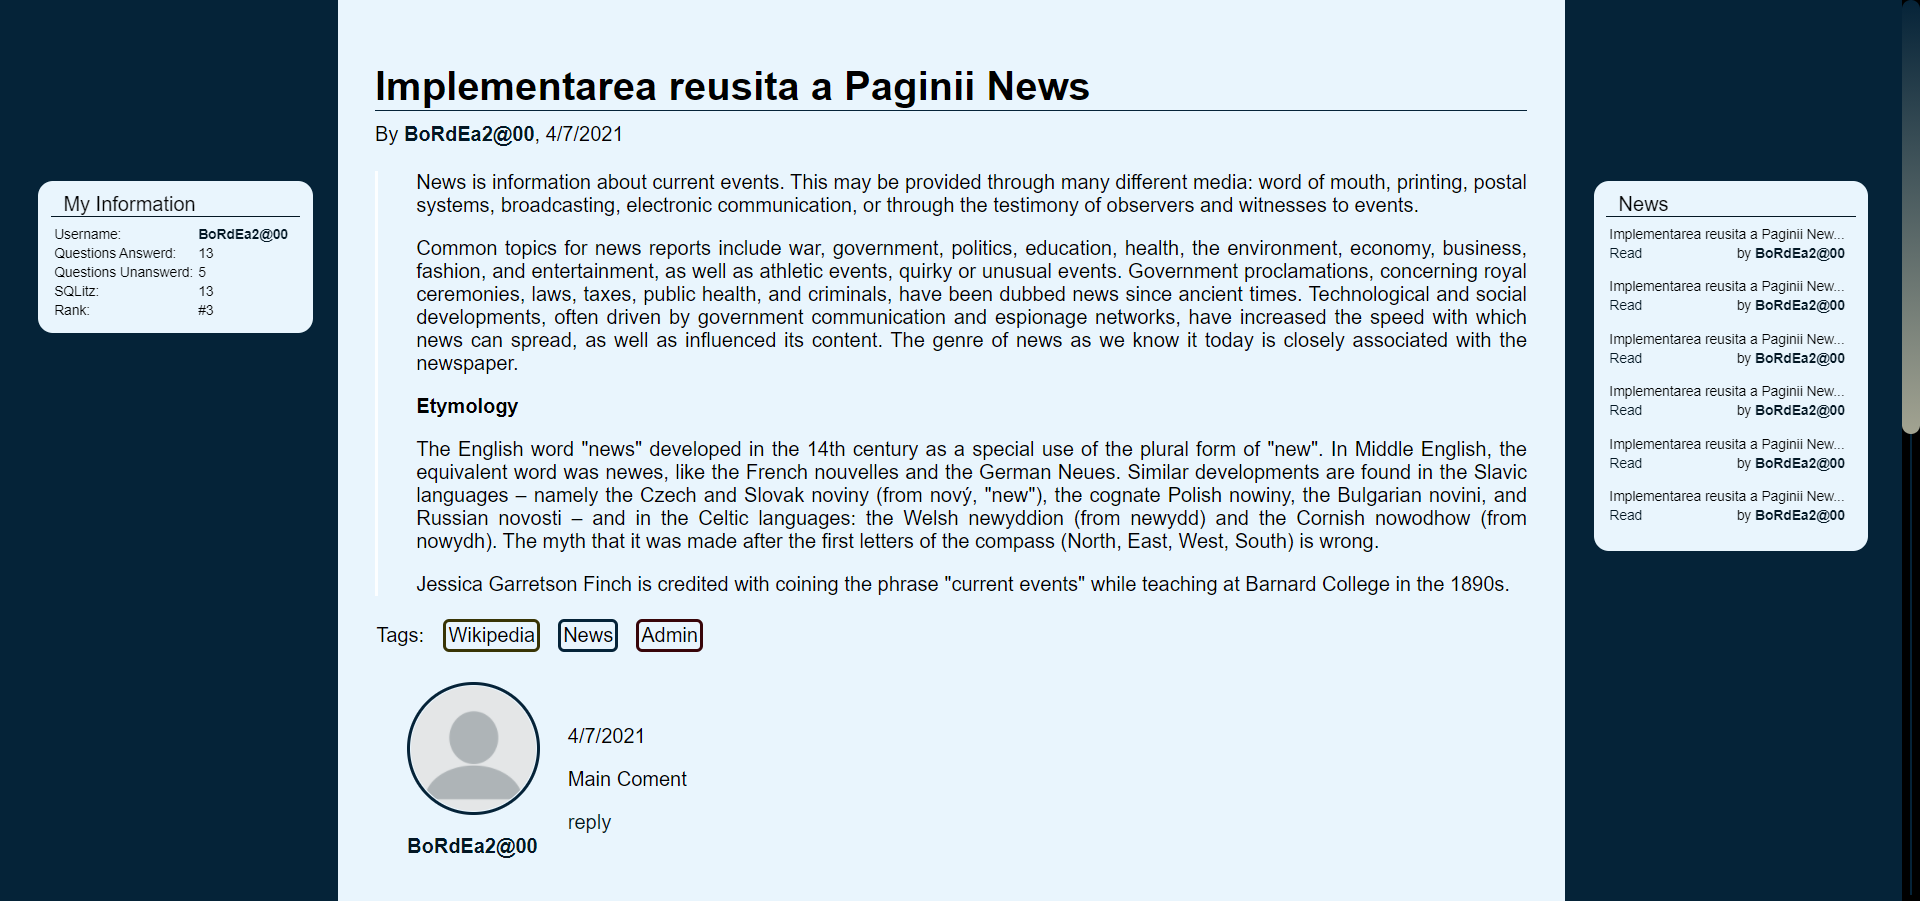 Implementarea reusita a Paginii News
By BoRdEa2@00, 4/7/2021
News is information about current events. This may be provided through many different media: word of mouth, printing, postal
systems, broadcasting, electronic communication, or through the testimony of observers and witnesses to events.
Common topics for news reports include war, government, politics, education, health, the environment, economy, business,
fashion, and entertainment, as well as athletic events, quirky or unusual events. Government proclamations, concerning royal
ceremonies, laws, taxes, public health, and criminals, have been dubbed news since ancient times. Technological and social
developments, often driven by government communication and espionage networks, have increased the speed with which
news can spread, as well as influenced its content. The genre of news as we know it today is closely associated with the
newspaper.
Etymology
The English word "news" developed in the 14th century as a special use of the plural form of "new". In Middle English, the
equivalent word was newes, like the French nouvelles and the German Neues. Similar developments are found in the Slavic
languages – namely the Czech and Slovak noviny (from nový, "new"), the cognate Polish nowiny, the Bulgarian novini, and
Russian novosti – and in the Celtic languages: the Welsh newyddion (from newydd) and the Cornish nowodhow (from
nowydh). The myth that it was made after the first letters of the compass (North, East, West, South) is wrong.
Jessica Garretson Finch is credited with coining the phrase "current events" while teaching at Barnard College in the 1890s.
Tags: Wikipedia News Admin
4/7/2021
Main Coment
reply
BoRdEa2@00
My Information
Username: BoRdEa2@00
Questions Answerd: 13
Questions Unanswerd: 5
SQLitz: 13
Rank: #3
News
Implementarea reusita a Paginii New...
Read by BoRdEa2@00
Implementarea reusita a Paginii New...
Read by BoRdEa2@00
Implementarea reusita a Paginii New...
Read by BoRdEa2@00
Implementarea reusita a Paginii New...
Read by BoRdEa2@00
Implementarea reusita a Paginii New...
Read by BoRdEa2@00
Implementarea reusita a Paginii New...
Read by BoRdEa2@00